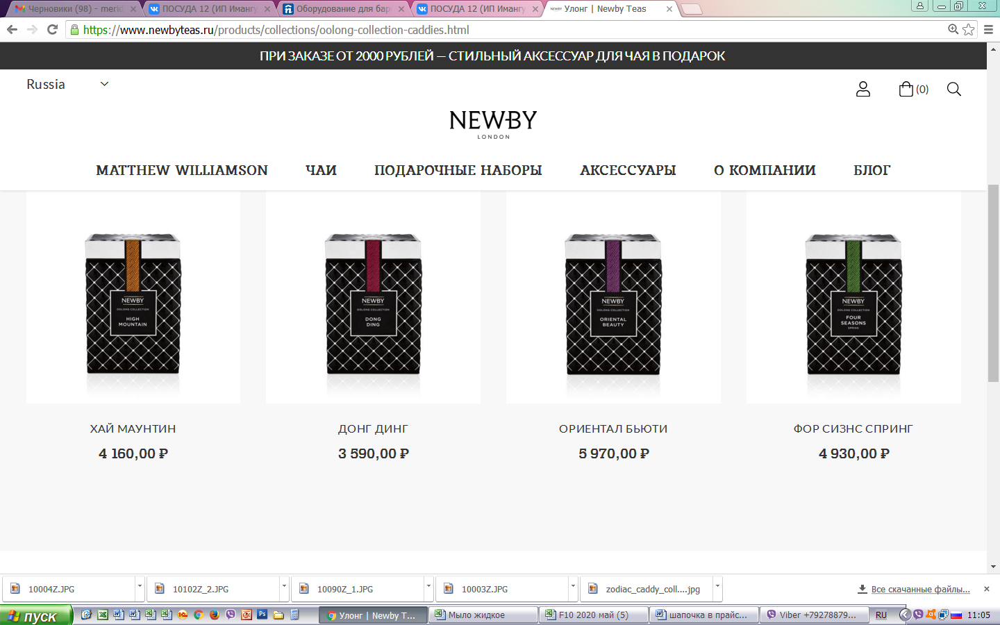 Черновики (98) - merid
ПОСУДА 12 (ИП Имангу
Оборудование для бар
ПОСУДА 12 (ИП Имангу
Улонг | Newby Teas
https://www.newbyteas.ru/products/collections/oolong-collection-caddies.html
ПРИ ЗАКАЗЕ ОТ 2000 РУБЛЕЙ — СТИЛЬНЫЙ АКСЕССУАР ДЛЯ ЧАЯ В ПОДАРОК
Russia
(0)
NEWBY
LONDON
MATTHEW WILLIAMSON ЧАИ ПОДАРОЧНЫЕ НАБОРЫ АКСЕССУАРЫ О КОМПАНИИ БЛОГ
NEWBY
OOLONG COLLECTION
HIGH
MOUNTAIN
NEWBY
OOLONG COLLECTION
DONG
DING
NEWBY
OOLONG COLLECTION
ORIENTAL
BEAUTY
NEWBY
OOLONG COLLECTION
FOUR
SEASONS
SPRING
ХАЙ МАУНТИН
4 160,00 ₽
ДОНГ ДИНГ
3 590,00 ₽
ОРИЕНТАЛ БЬЮТИ
5 970,00 ₽
ФОР СИЗНС СПРИНГ
4 930,00 ₽
10004Z.JPG
10102Z_2.JPG
10090Z_1.JPG
10003Z.JPG
zodiac_caddy_coll....jpg
Все скачанные файлы...
пуск
Улонг | Newby T...
Мыло жидкое
F10 2020 май (5)
шапочка в прайс...
Viber +79278879...
RU
11:05